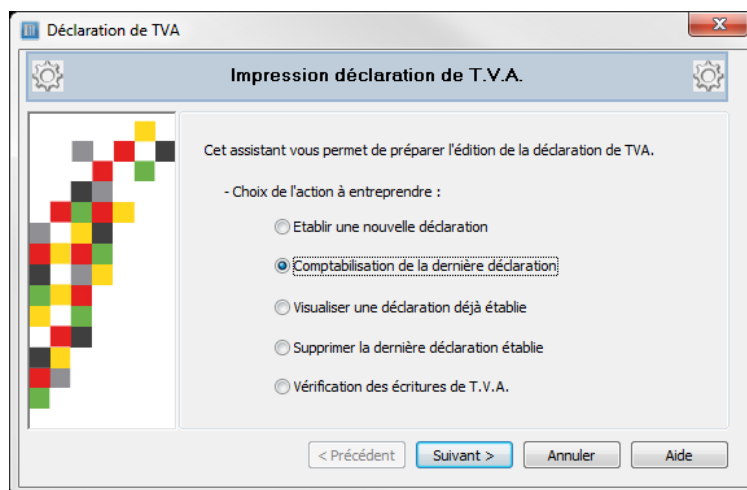 Déclaration de TVA
Impression déclaration de T.V.A.
Cet assistant vous permet de préparer l'édition de la déclaration de TVA.
- Choix de l'action à entreprendre :
Etablir une nouvelle déclaration
Comptabilisation de la dernière déclaration
Visualiser une déclaration déjà établie
Supprimer la dernière déclaration établie
Vérification des écritures de T.V.A.
< Précédent Suivant > Annuler Aide